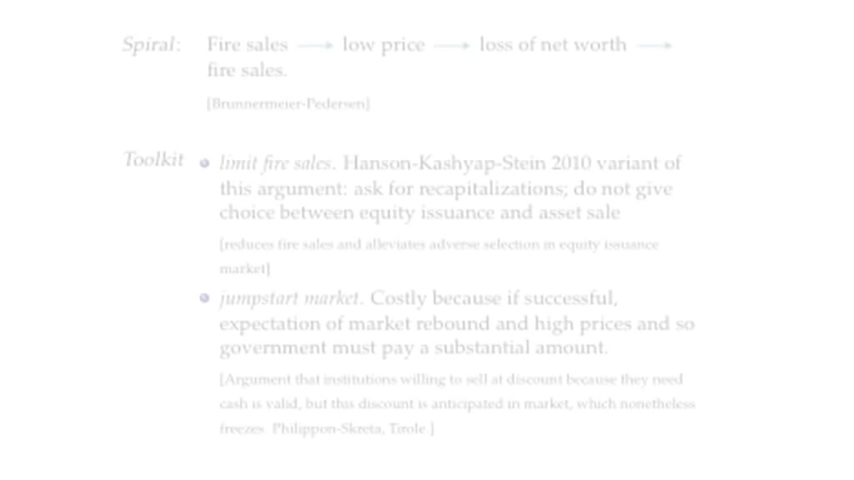 Spiral: Fire sales → low price → loss of net worth →
fire sales.
[Brunnermeier-Pedersen]
Toolkit • limit fire sales. Hanson-Kashyap-Stein 2010 variant of
this argument: ask for recapitalizations; do not give
choice between equity issuance and asset sale
[reduces fire sales and alleviates adverse selection in equity issuance
market]
• jumpstart market. Costly because if successful,
expectation of market rebound and high prices and so
government must pay a substantial amount.
[Argument that institutions willing to sell at discount because they need
cash is valid, but this discount is anticipated in market, which nonetheless
freezes. Philippon-Skreta, Tirole.]